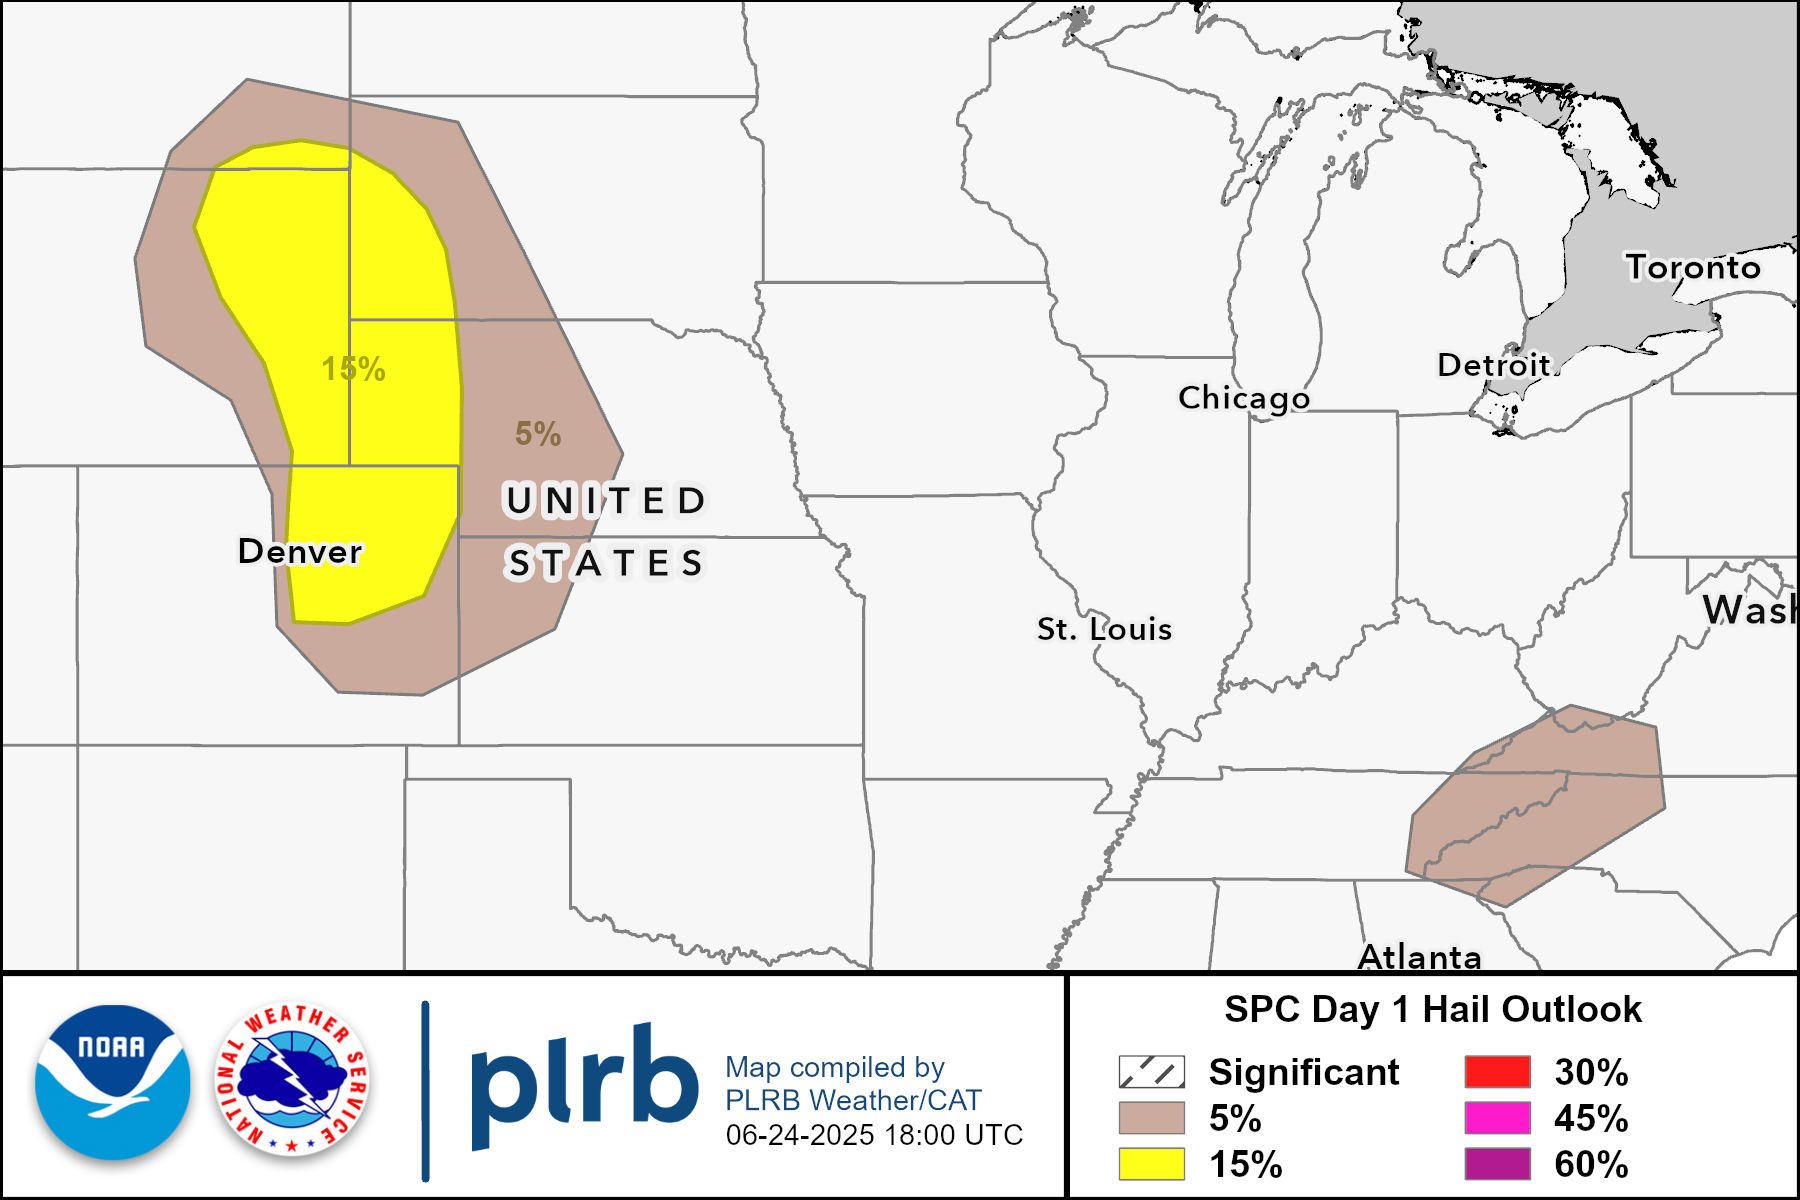 Toronto
Detroit
Chicago
15%
5%
UNITED
STATES
Denver
Wash
St. Louis
Atlanta
NOAA
NATIONAL WEATHER SERVICE
plrb
Map compiled by
PLRB Weather/CAT
06-24-2025 18:00 UTC
SPC Day 1 Hail Outlook
Significant
5%
15%
30%
45%
60%